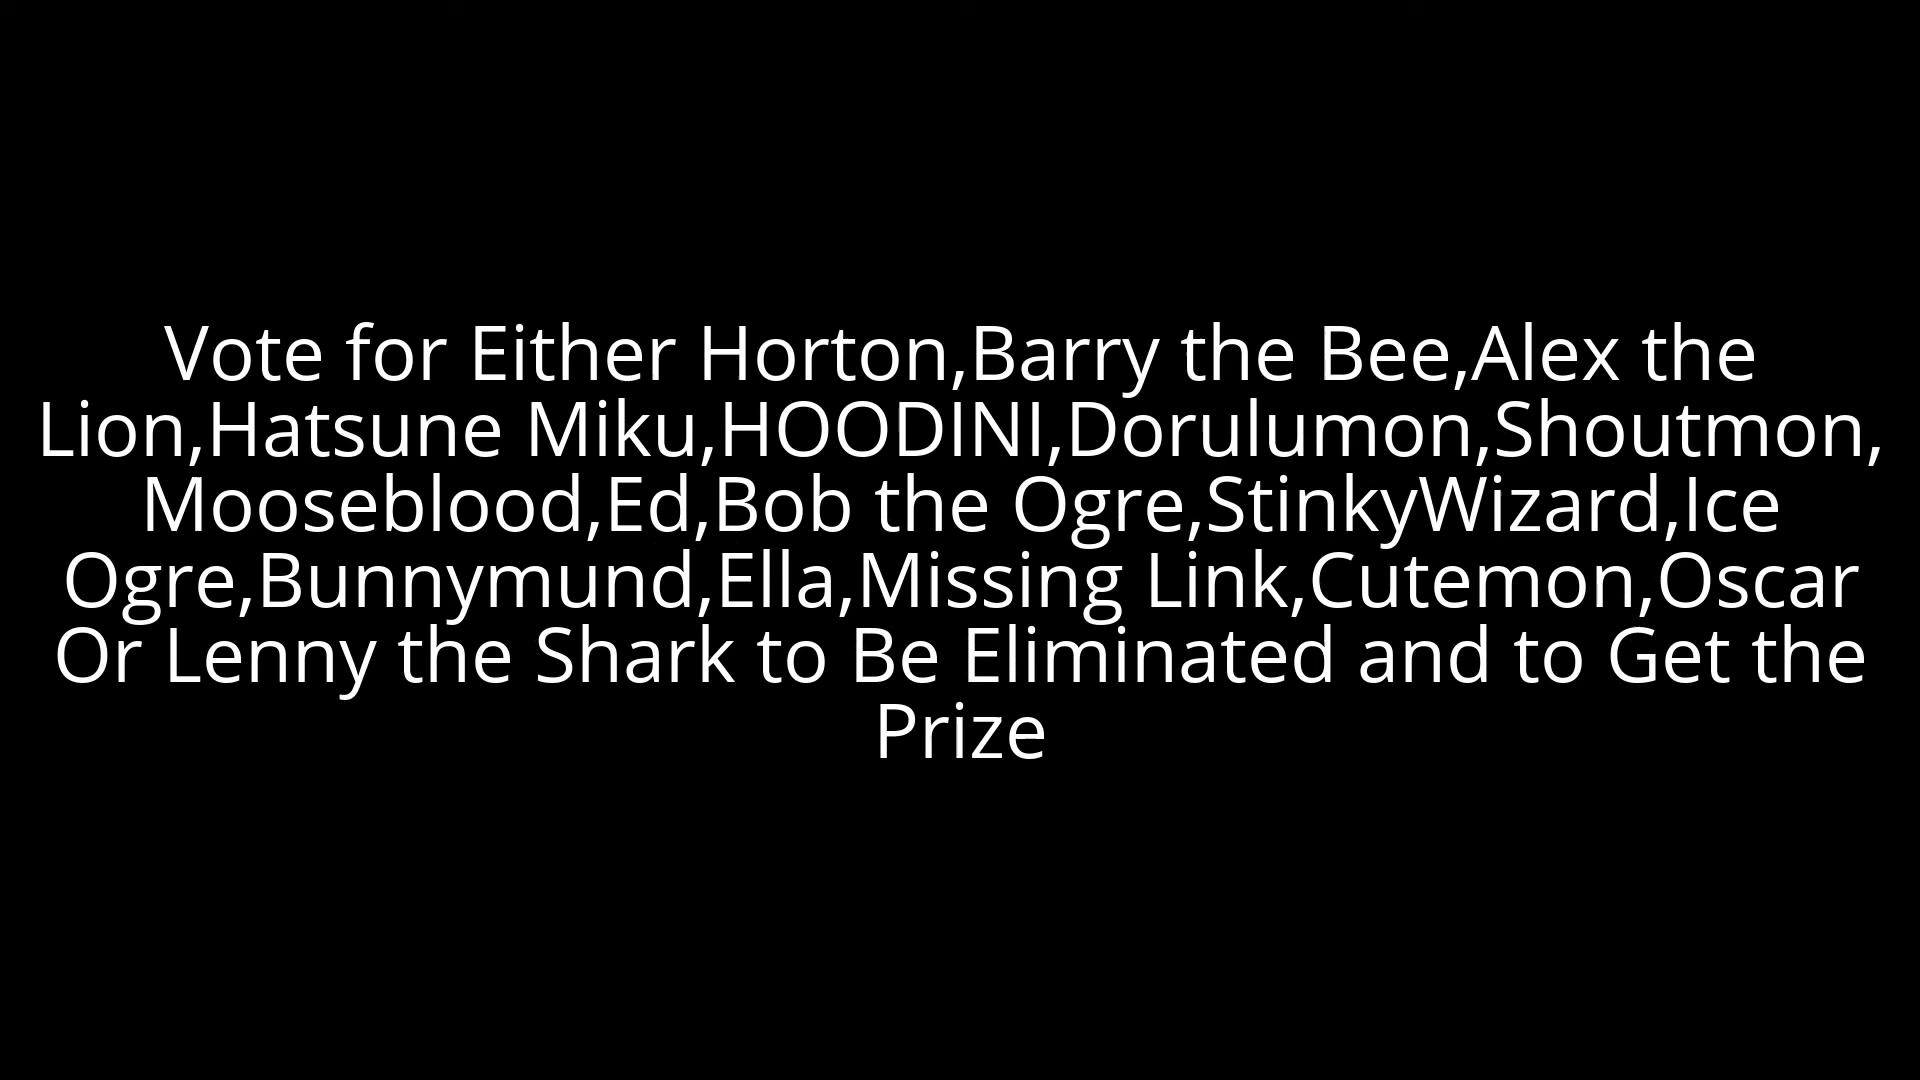 Vote for Either Horton,Barry the Bee,Alex the
Lion,Hatsune Miku,HOODINI,Dorulumon,Shoutmon,
Mooseblood,Ed,Bob the Ogre,StinkyWizard,Ice
Ogre,Bunnymund,Ella,Missing Link,Cutemon,Oscar
Or Lenny the Shark to Be Eliminated and to Get the
Prize